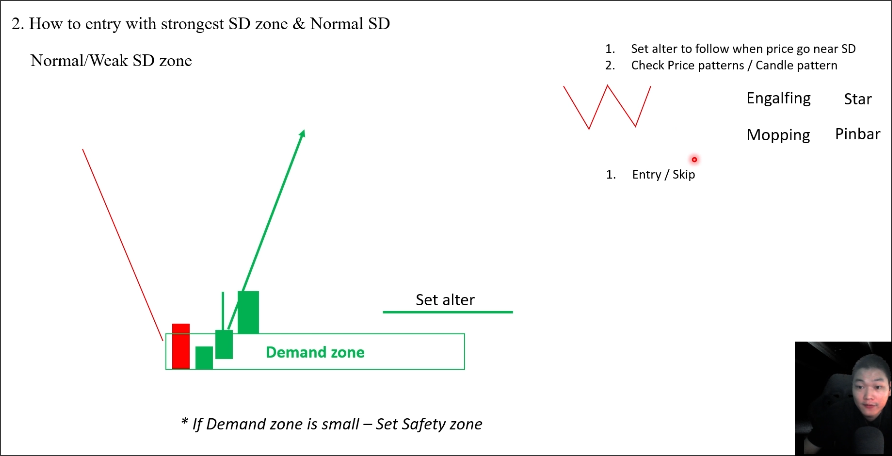 2. How to entry with strongest SD zone & Normal SD
Normal/Weak SD zone
1. Set alter to follow when price go near SD
2. Check Price patterns / Candle pattern
Engalfing Star
Mopping Pinbar
1. Entry / Skip
Set alter
Demand zone
* If Demand zone is small – Set Safety zone